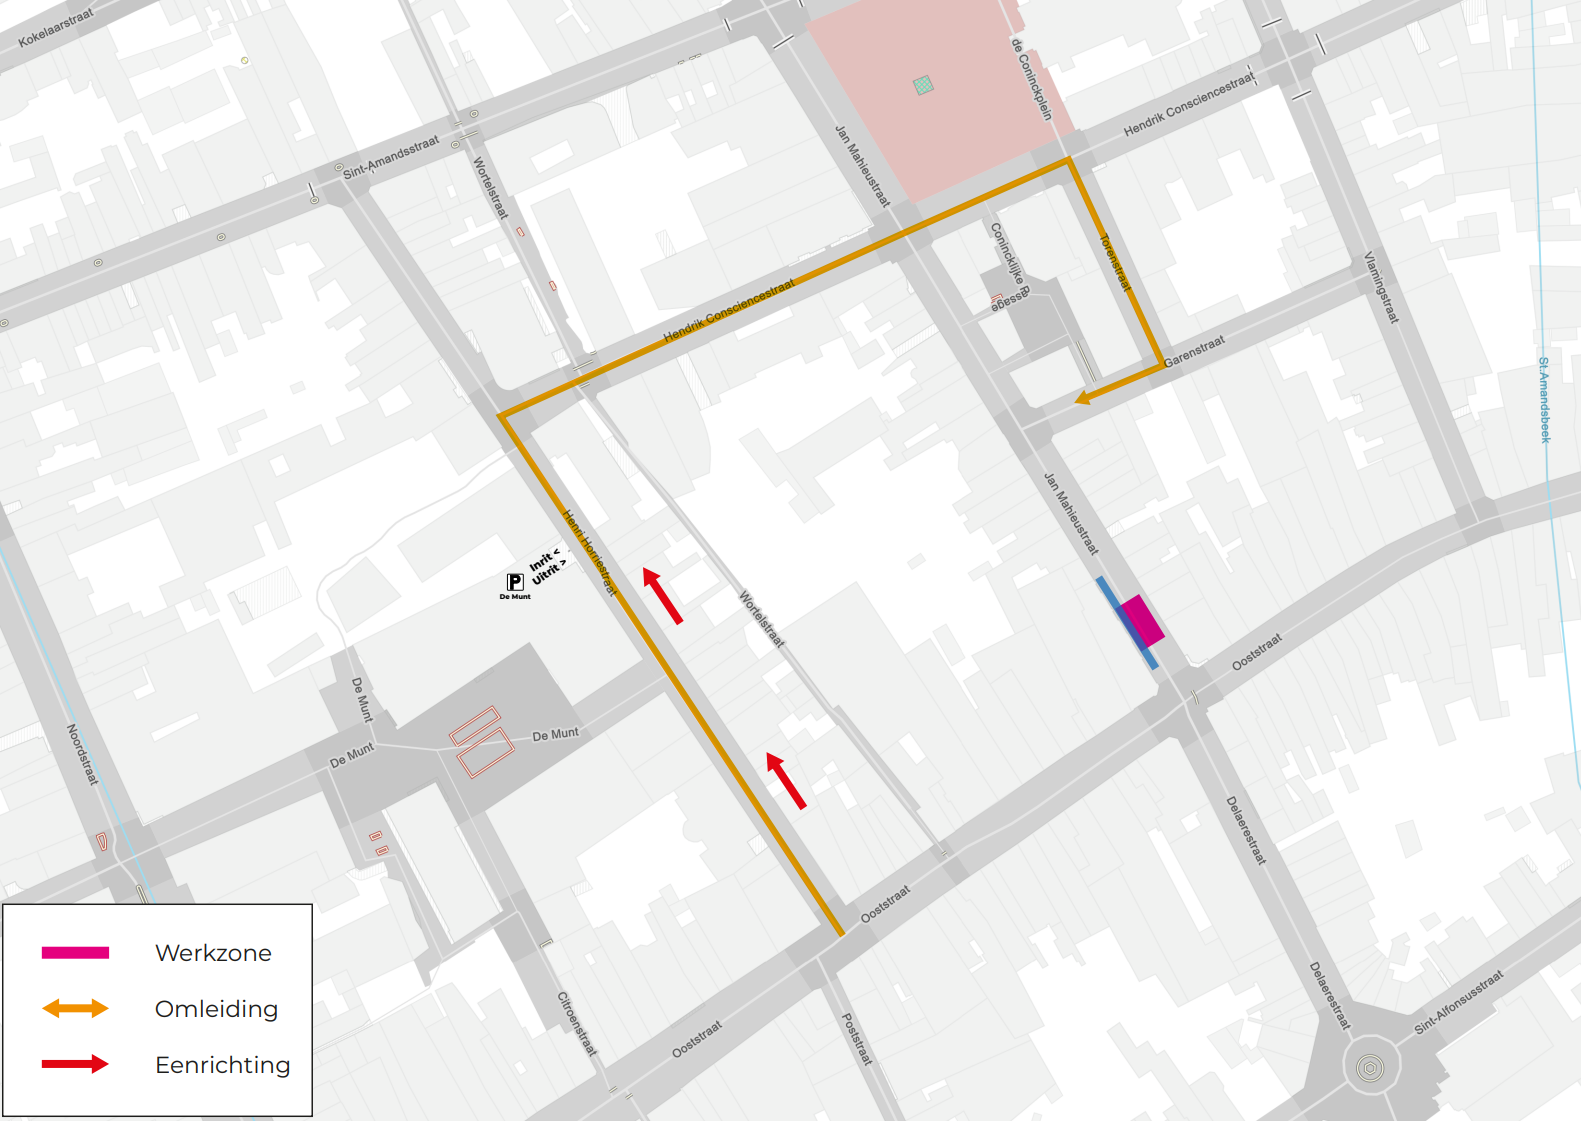 Kokelaarstraat
Sint-Amandsstraat
Wortelstraat
Jan Mahieustraat
de Coninckplein
Hendrik Consciencestraat
Hendrik Consciencestraat
Conincklijke P
assage
Torenstraat
Garenstraat
Vlamingstraat
St.Amandsbeek
Jan Mahieustraat
Henri Horriestraat
Inrit <
Uitrit >
P
De Munt
Wortelstraat
Ooststraat
De Munt
De Munt
De Munt
Noordstraat
Delaerestraat
Ooststraat
Citroenstraat
Ooststraat
Poststraat
Delaerestraat
Sint-Alfonsusstraat
Werkzone
Omleiding
Eenrichting